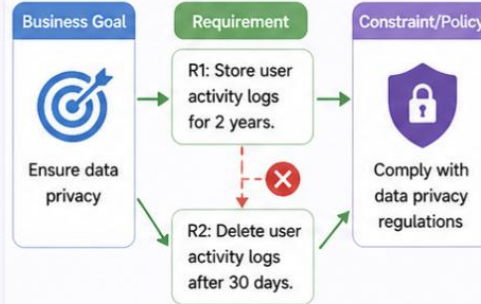 Business Goal
Ensure data
privacy
Requirement
R1: Store user
activity logs
for 2 years.
R2: Delete user
activity logs
after 30 days.
Constraint/Policy
Comply with
data privacy
regulations